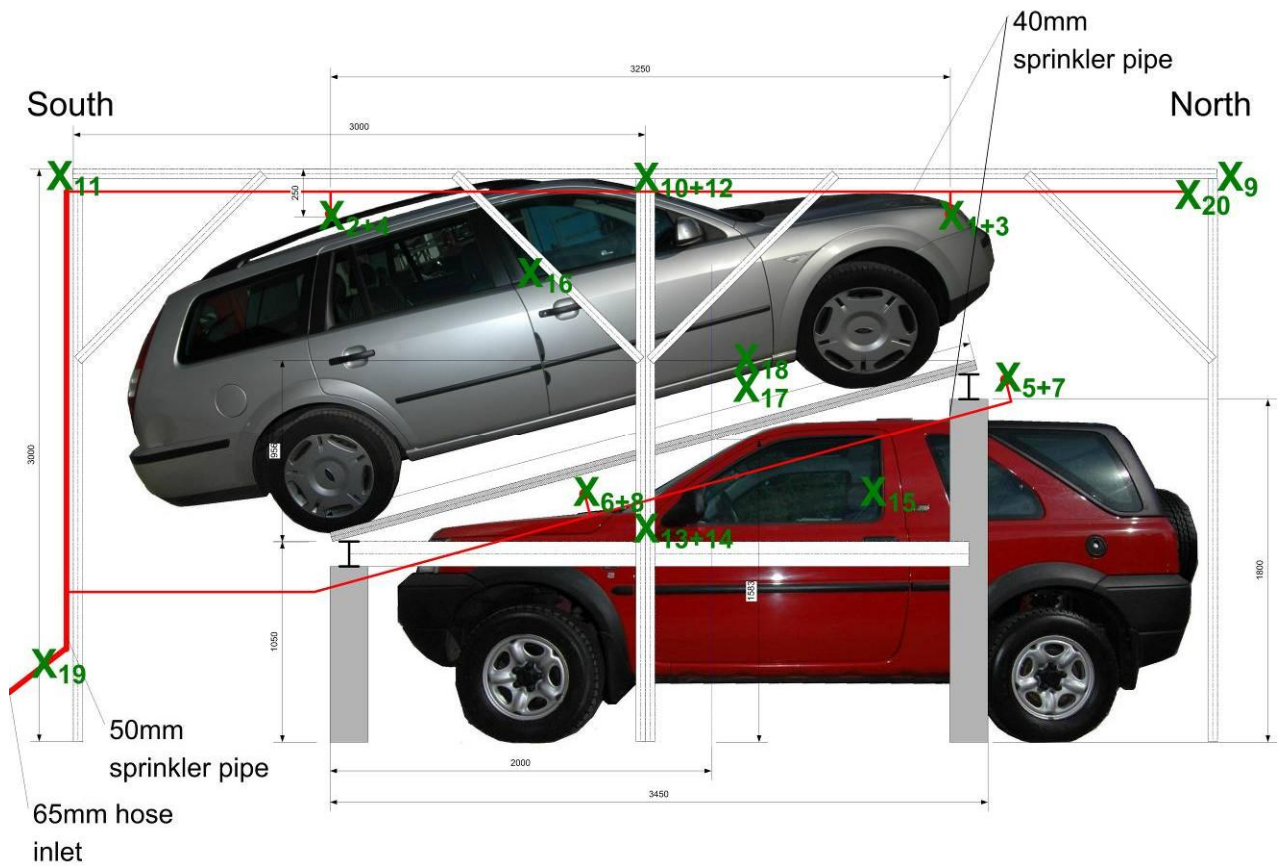 40mm
sprinkler pipe
3250
South
North
3000
X11
X10+12
X9
250
X2+4
X1+3
X20
X16
X18
X17
X5+7
3000
956
X6+8
X15
X13+14
1583
1800
1050
X19
50mm
sprinkler pipe
2000
3450
65mm hose
inlet